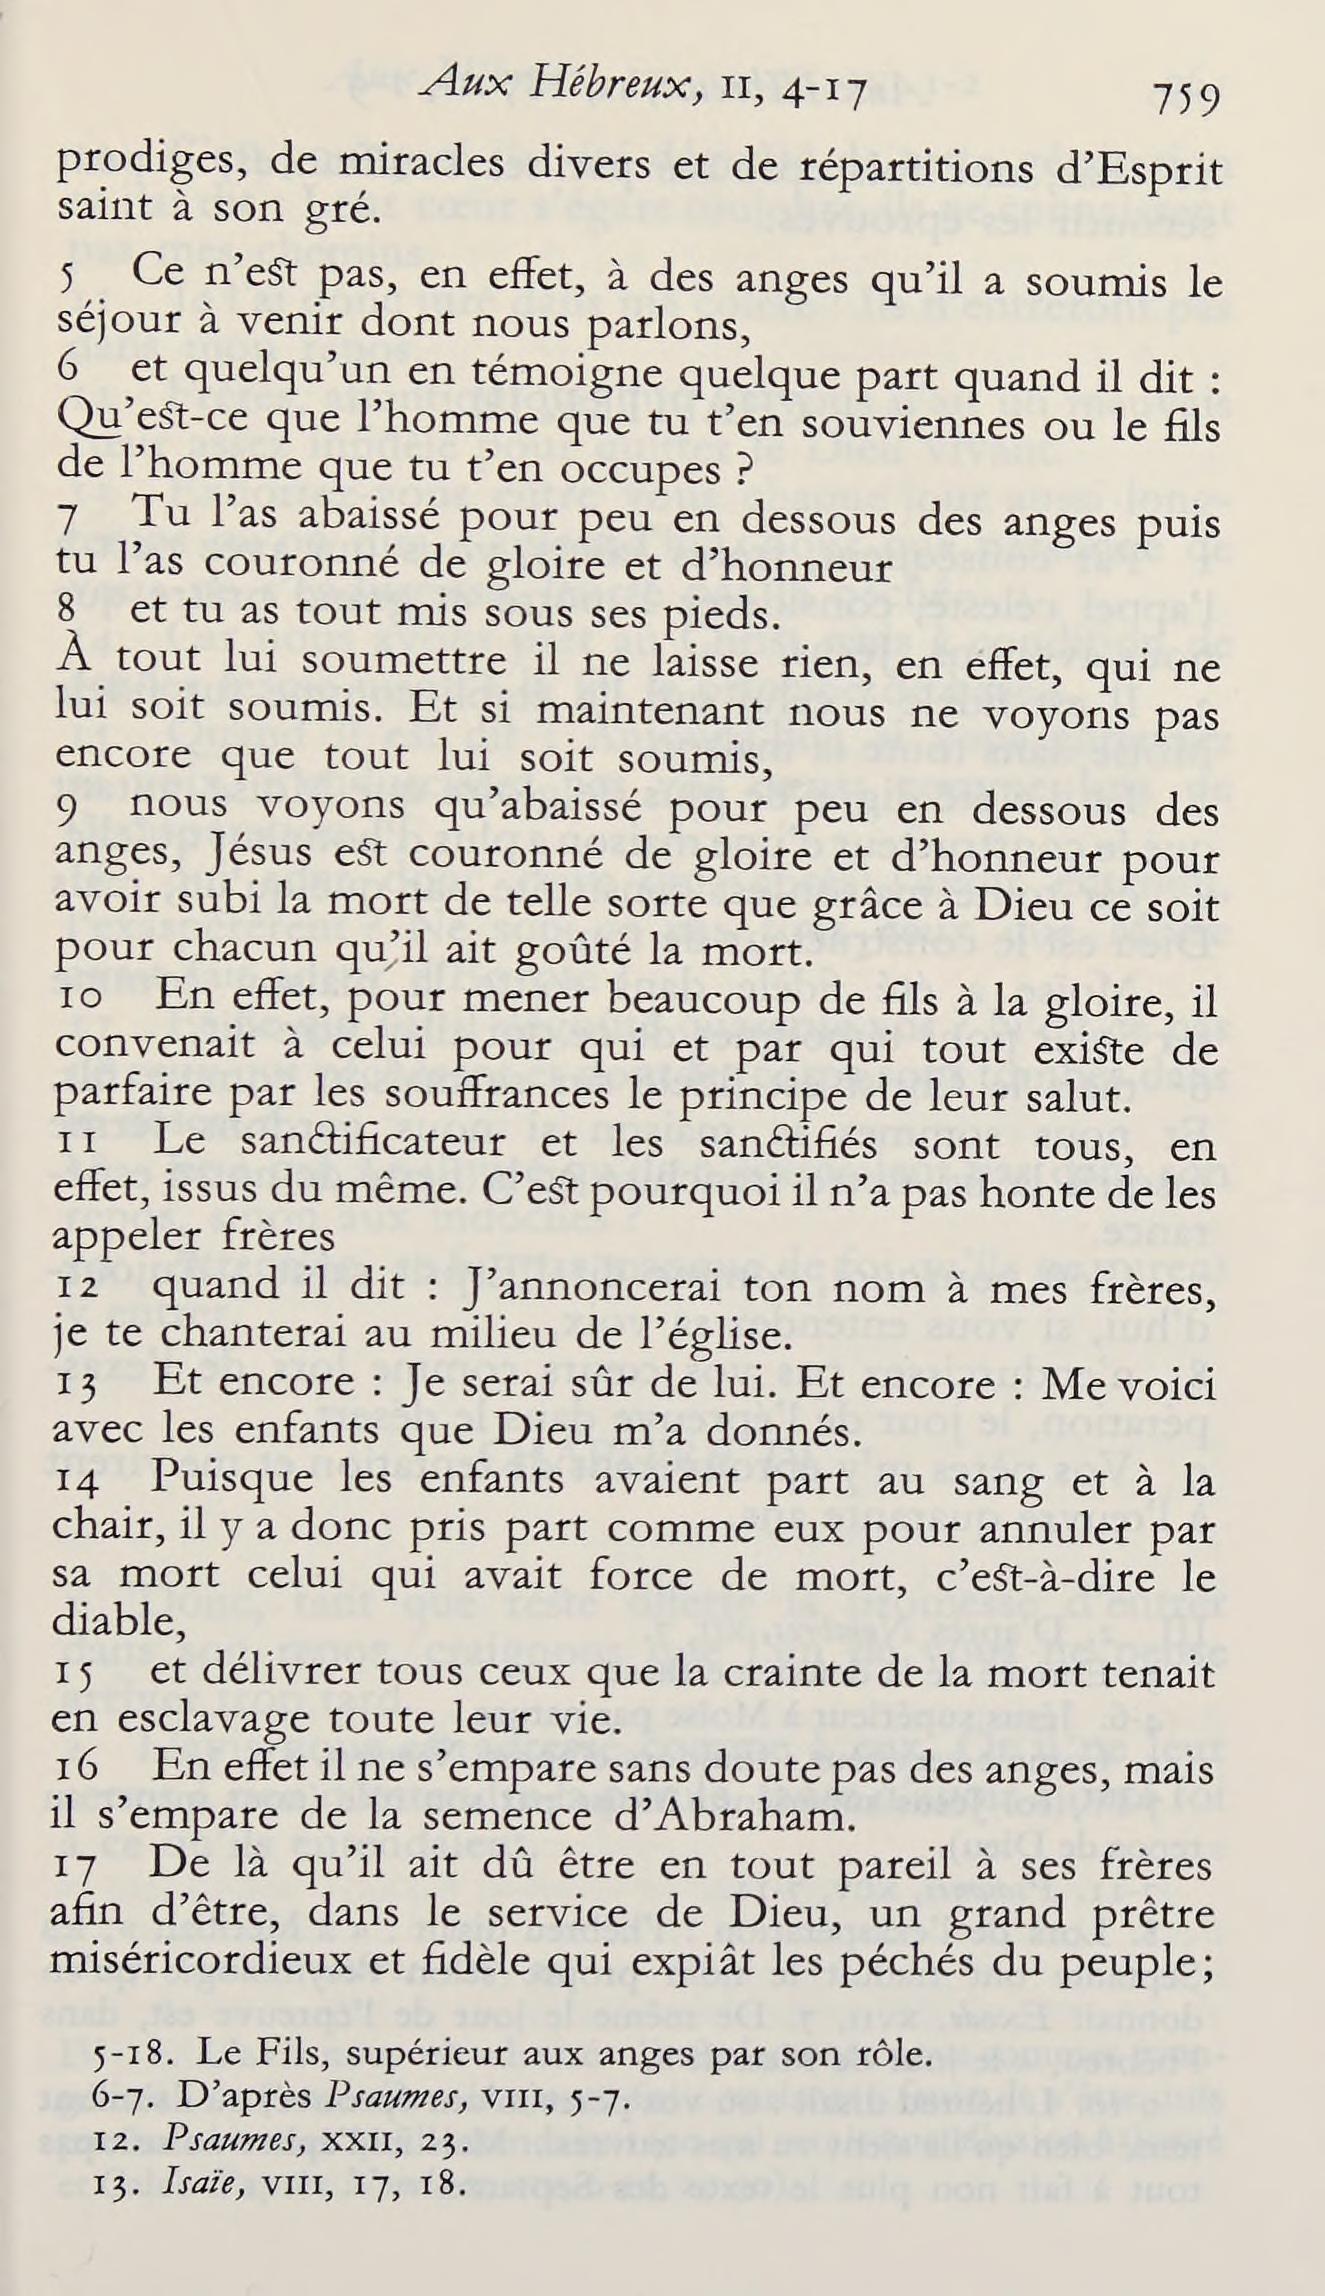 Aux Hébreux, II, 4-17 759
prodiges, de miracles divers et de répartitions d'Esprit
saint à son gré.
5 Ce n'est pas, en effet, à des anges qu'il a soumis le
séjour à venir dont nous parlons,
6 et quelqu'un en témoigne quelque part quand il dit :
Qu'est-ce que l'homme que tu t'en souviennes ou le fils
de l'homme que tu t'en occupes ?
7 Tu l'as abaissé pour peu en dessous des anges puis
tu l'as couronné de gloire et d'honneur
8 et tu as tout mis sous ses pieds.
À tout lui soumettre il ne laisse rien, en effet, qui ne
lui soit soumis. Et si maintenant nous ne voyons pas
encore que tout lui soit soumis,
9 nous voyons qu'abaissé pour peu en dessous des
anges, Jésus est couronné de gloire et d'honneur pour
avoir subi la mort de telle sorte que grâce à Dieu ce soit
pour chacun qu'il ait goûté la mort.
10 En effet, pour mener beaucoup de fils à la gloire, il
convenait à celui pour qui et par qui tout existe de
parfaire par les souffrances le principe de leur salut.
11 Le sanctificateur et les sanctifiés sont tous, en
effet, issus du même. C'est pourquoi il n'a pas honte de les
appeler frères
12 quand il dit : J'annoncerai ton nom à mes frères,
je te chanterai au milieu de l'église.
13 Et encore : Je serai sûr de lui. Et encore : Me voici
avec les enfants que Dieu m'a donnés.
14 Puisque les enfants avaient part au sang et à la
chair, il y a donc pris part comme eux pour annuler par
sa mort celui qui avait force de mort, c'est-à-dire le
diable,
15 et délivrer tous ceux que la crainte de la mort tenait
en esclavage toute leur vie.
16 En effet il ne s'empare sans doute pas des anges, mais
il s'empare de la semence d'Abraham.
17 De là qu'il ait dû être en tout pareil à ses frères
afin d'être, dans le service de Dieu, un grand prêtre
miséricordieux et fidèle qui expiât les péchés du peuple;
5-18. Le Fils, supérieur aux anges par son rôle.
6-7. D'après Psaumes, VIII, 5-7.
12. Psaumes, XXII, 23.
13. Isaïe, VIII, 17, 18.